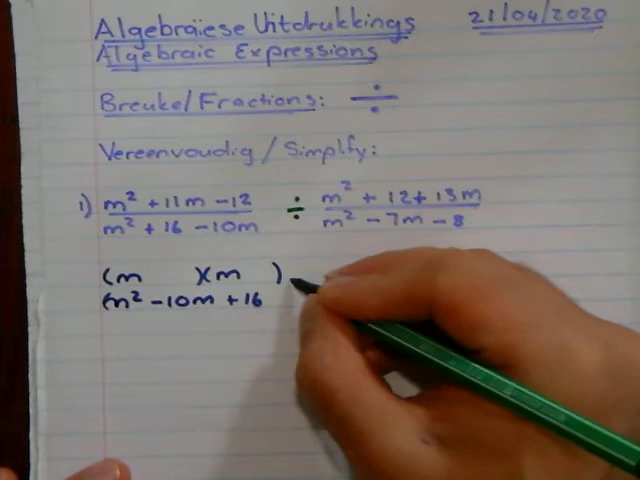 Algebraïese Uitdrukkings 21/04/2020
Algebraic Expressions
Breuke/Fractions: ÷
Vereenvoudig / Simplify:
1) m² + 11m - 12 ÷ m² + 12 + 13m
m² + 16 - 10m m² - 7m - 8
(m )(m )
(m² - 10m + 16